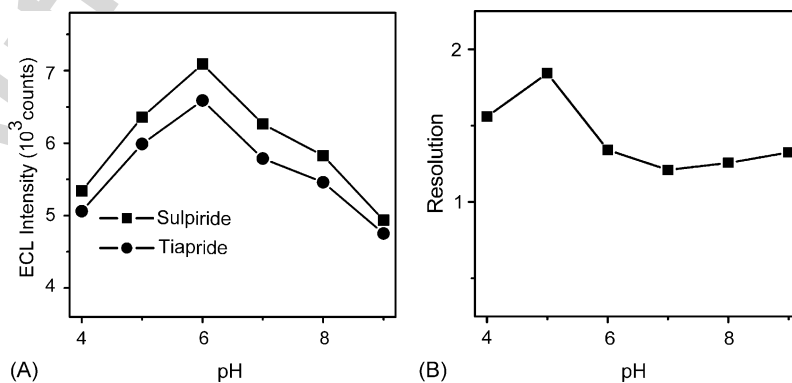 7
6
5
4
ECL Intensity (10³counts)
Sulpiride
Tiapride
4 6 8
(A) pH
2
1
Resolution
4 6 8
(B) pH